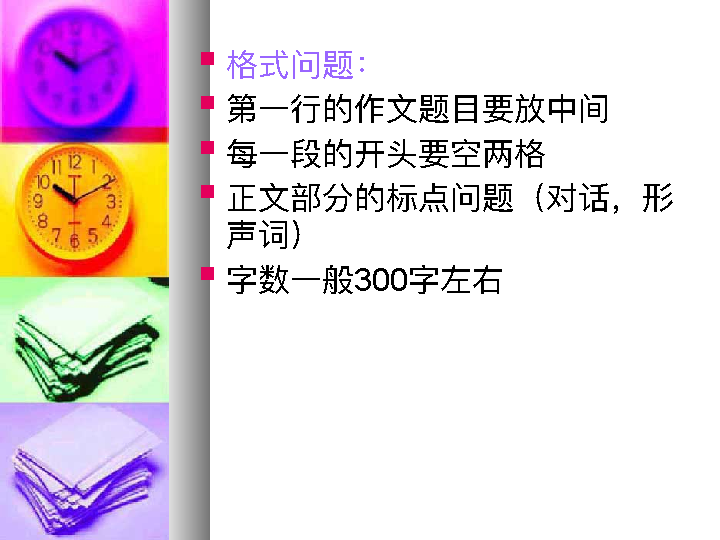 格式问题：
第一行的作文题目要放中间
每一段的开头要空两格
正文部分的标点问题（对话，形
声词）
字数一般300字左右